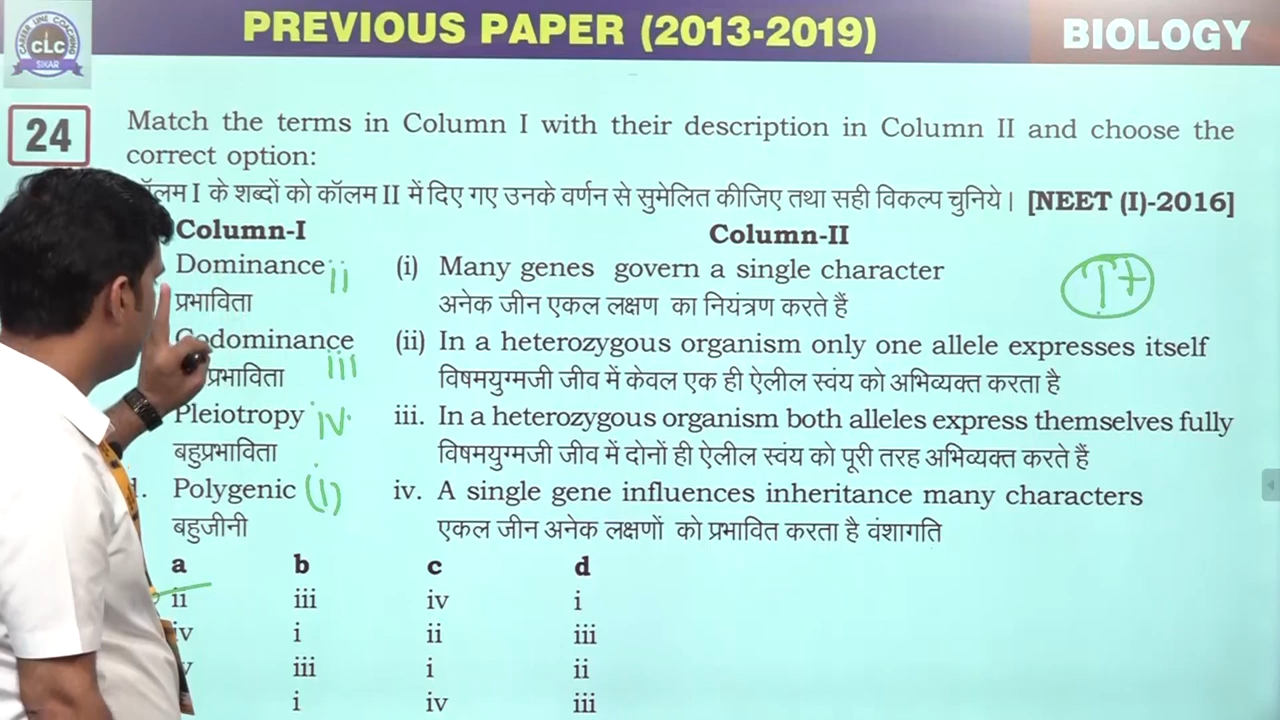 PREVIOUS PAPER (2013-2019)
BIOLOGY
CAREER LINE COACHING
CLC
SIKAR
24
Match the terms in Column I with their description in Column II and choose the
correct option:
I के शब्दों को कॉलम II में दिए गए उनके वर्णन से सुमेलित कीजिए तथा सही विकल्प चुनिये। [NEET (I)-2016]
Column-I Column-II
Dominance ii (i) Many genes govern a single character
प्रभाविता अनेक जीन एकल लक्षण का नियंत्रण करते हैं
Codominance (ii) In a heterozygous organism only one allele expresses itself
iii विषमयुग्मजी जीव में केवल एक ही ऐलील स्वंय को अभिव्यक्त करता है
Pleiotropy iv iii. In a heterozygous organism both alleles express themselves fully
बहुप्रभाविता विषमयुग्मजी जीव में दोनों ही ऐलील स्वंय को पूरी तरह अभिव्यक्त करते हैं
Polygenic (i) iv. A single gene influences inheritance many characters
बहुजीनी एकल जीन अनेक लक्षणों को प्रभावित करता है वंशागति
a b c d
ii iii iv i
iv i ii iii
iii i ii
i iv iii